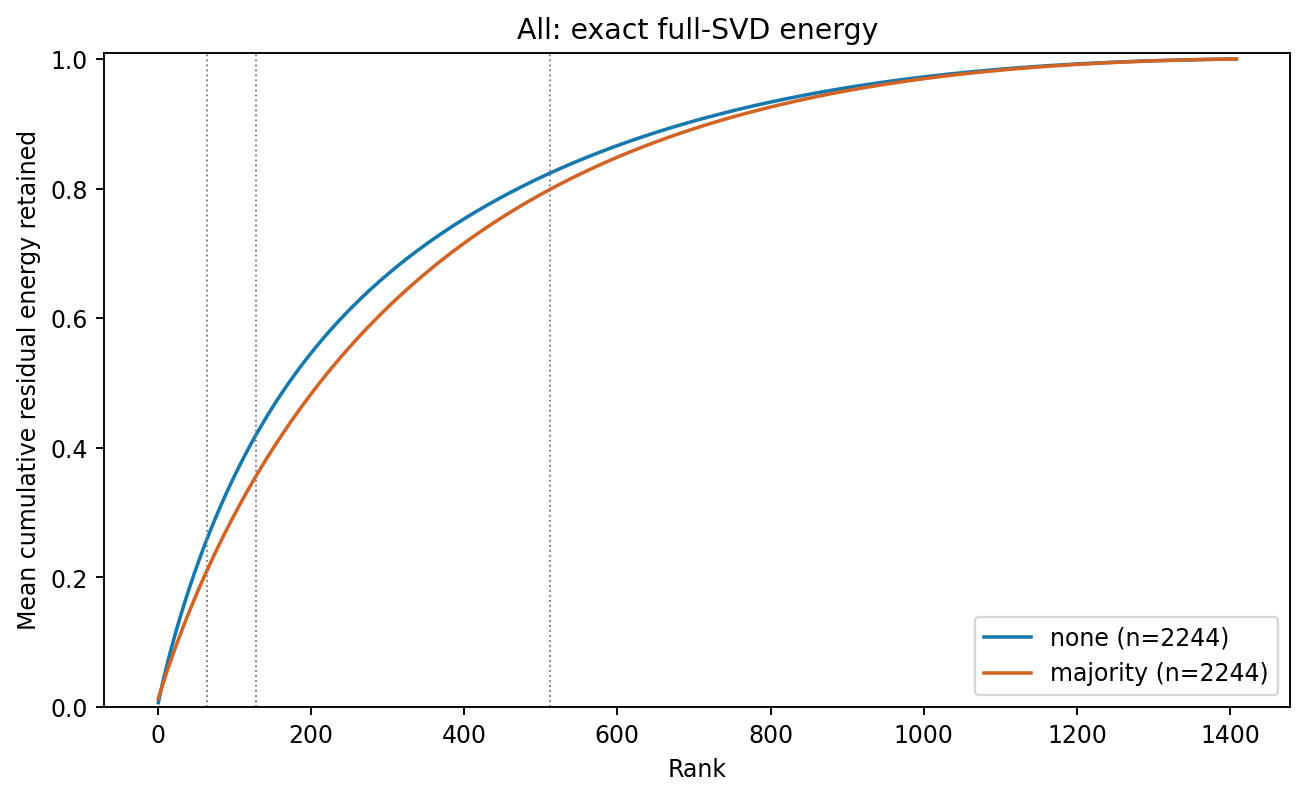 All: exact full-SVD energy
Mean cumulative residual energy retained
1.0
0.8
0.6
0.4
0.2
0.0
none (n=2244)
majority (n=2244)
0 200 400 600 800 1000 1200 1400
Rank